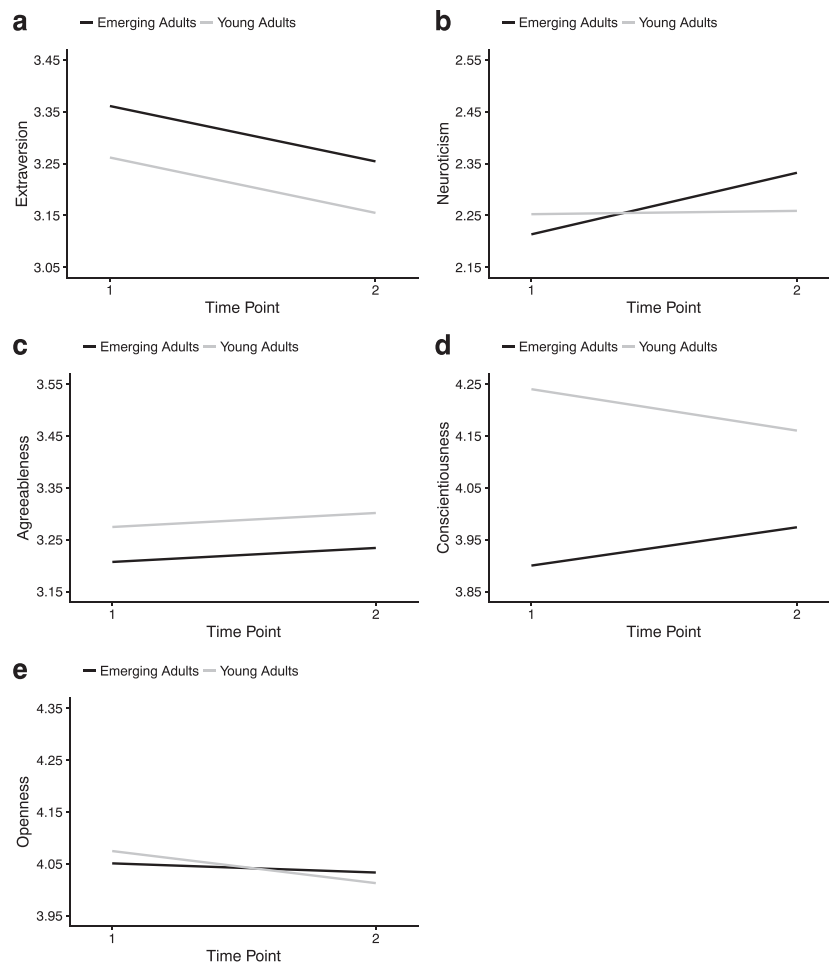 a
Emerging Adults Young Adults
3.45
3.35
3.25
3.15
3.05
Extraversion
1 2
Time Point
b
Emerging Adults Young Adults
2.55
2.45
2.35
2.25
2.15
Neuroticism
1 2
Time Point
c
Emerging Adults Young Adults
3.55
3.45
3.35
3.25
3.15
Agreeableness
1 2
Time Point
d
Emerging Adults Young Adults
4.25
4.15
4.05
3.95
3.85
Conscientiousness
1 2
Time Point
e
Emerging Adults Young Adults
4.35
4.25
4.15
4.05
3.95
Openness
1 2
Time Point